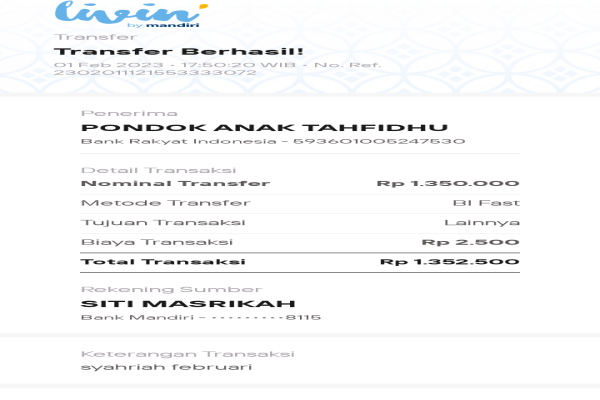 livin'
by mandiri
Transfer
Transfer Berhasil!
01 Feb 2023 • 17:50:20 WIB • No. Ref.
2302011121553333072
Penerima
PONDOK ANAK TAHFIDHU
Bank Rakyat Indonesia - 593601005247530
Detail Transaksi
Nominal Transfer Rp 1.350.000
Metode Transfer BI Fast
Tujuan Transaksi Lainnya
Biaya Transaksi Rp 2.500
Total Transaksi Rp 1.352.500
Rekening Sumber
SITI MASRIKAH
Bank Mandiri - •••••••••8115
Keterangan Transaksi
syahriah februari